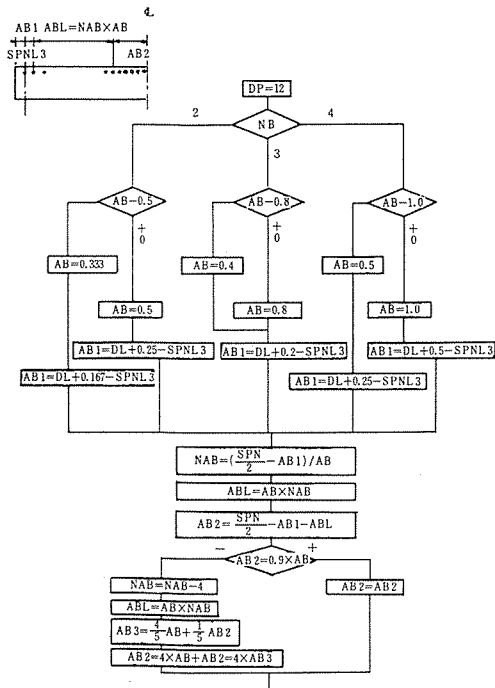 ℄
AB1 ABL=NAB×AB
SPNL3 AB2
DP=12
2 NB 4
3
AB−0.5 AB−0.8 AB−1.0
+ + +
0 0 0
AB=0.333 AB=0.4 AB=0.5
AB=0.5 AB=0.8 AB=1.0
AB1=DL+0.25−SPNL3 AB1=DL+0.2−SPNL3 AB1=DL+0.5−SPNL3
AB1=DL+0.167−SPNL3 AB1=DL+0.25−SPNL3
NAB=(SPN/2−AB1)/AB
ABL=AB×NAB
AB2=SPN/2−AB1−ABL
− AB2=0.9×AB +
NAB=NAB−4 AB2=AB2
ABL=AB×NAB
AB3=4/5AB+1/5AB2
AB2=4×AB+AB2=4×AB3